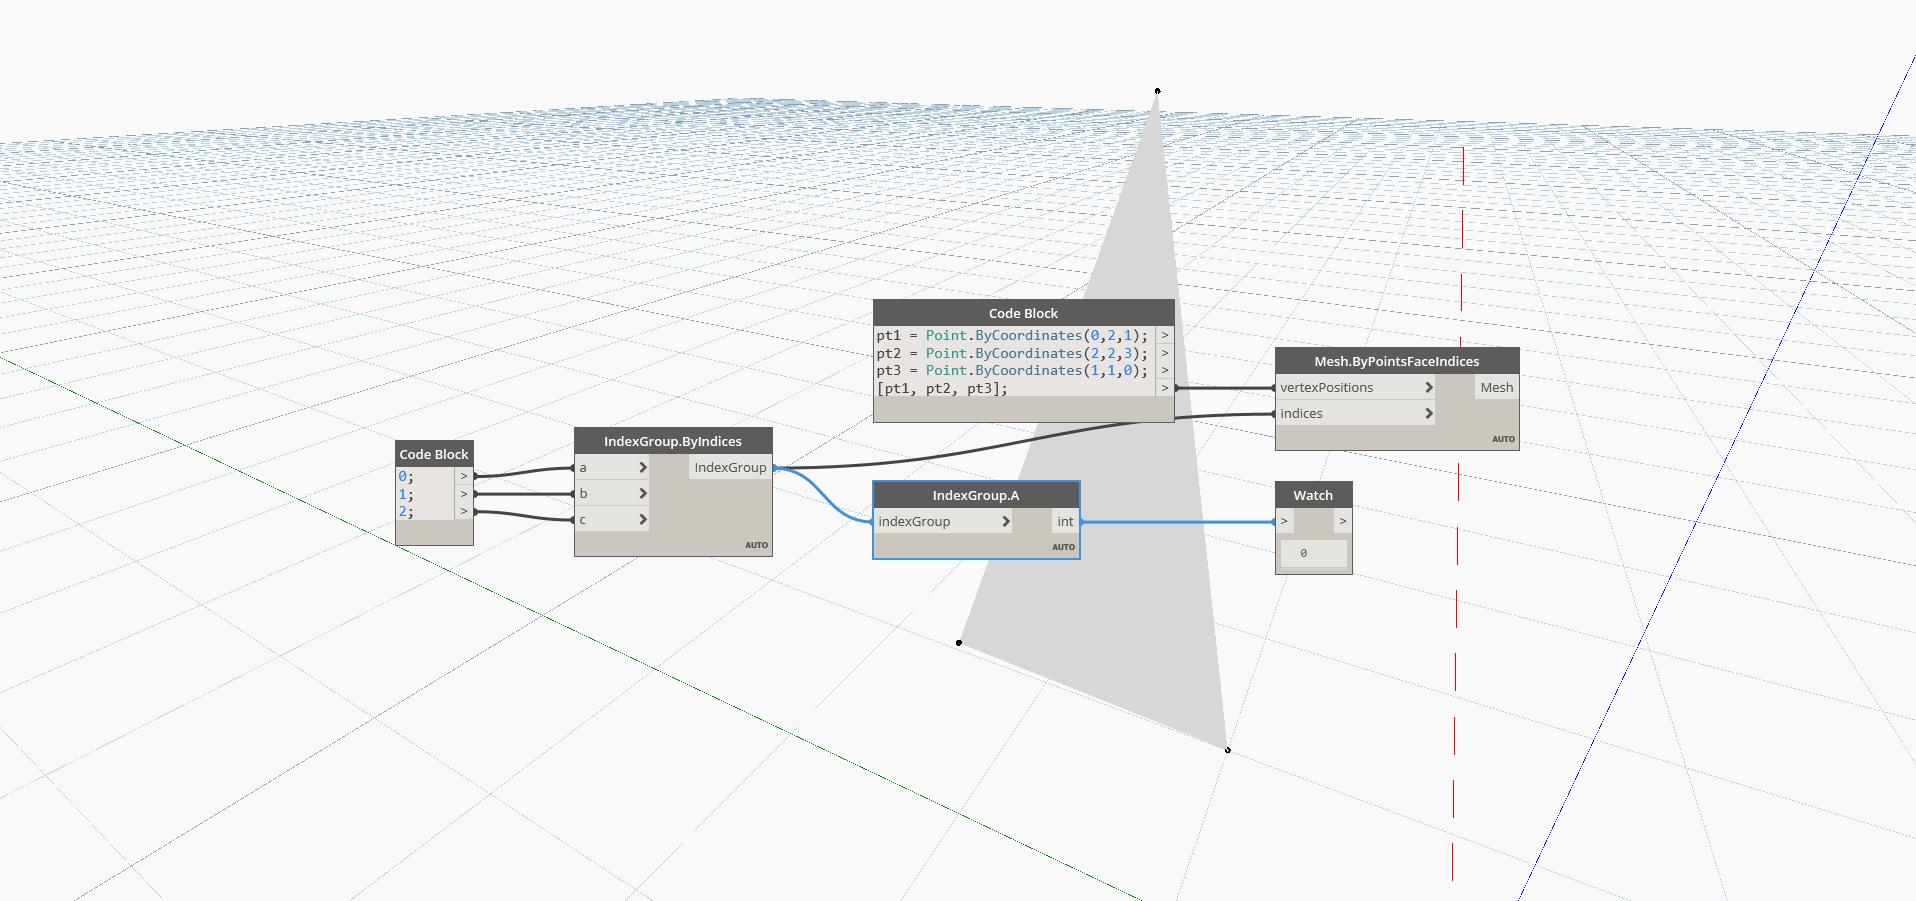 Code Block
0; >
1; >
2; >
IndexGroup.ByIndices
a > IndexGroup
b >
c >
AUTO
Code Block
pt1 = Point.ByCoordinates(0,2,1); >
pt2 = Point.ByCoordinates(2,2,3); >
pt3 = Point.ByCoordinates(1,1,0); >
[pt1, pt2, pt3]; >
IndexGroup.A
indexGroup > int
AUTO
Mesh.ByPointsFaceIndices
vertexPositions > Mesh
indices >
AUTO
Watch
> >
0